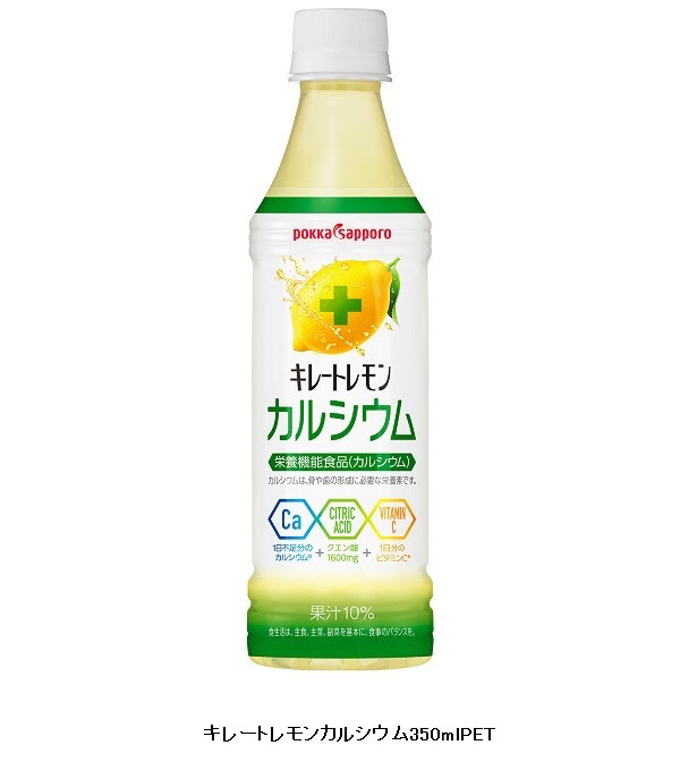 pokka sapporo
キレートレモン
カルシウム
栄養機能食品(カルシウム)
カルシウムは、骨や歯の形成に必要な栄養素です。
Ca
CITRIC ACID
VITAMIN C
1日不足分の
カルシウム※
+
クエン酸
1600mg
+
1日分の
ビタミンC※
果汁10%
食生活は、主食、主菜、副菜を基本に、食事のバランスを。
キレートレモンカルシウム350mlPET